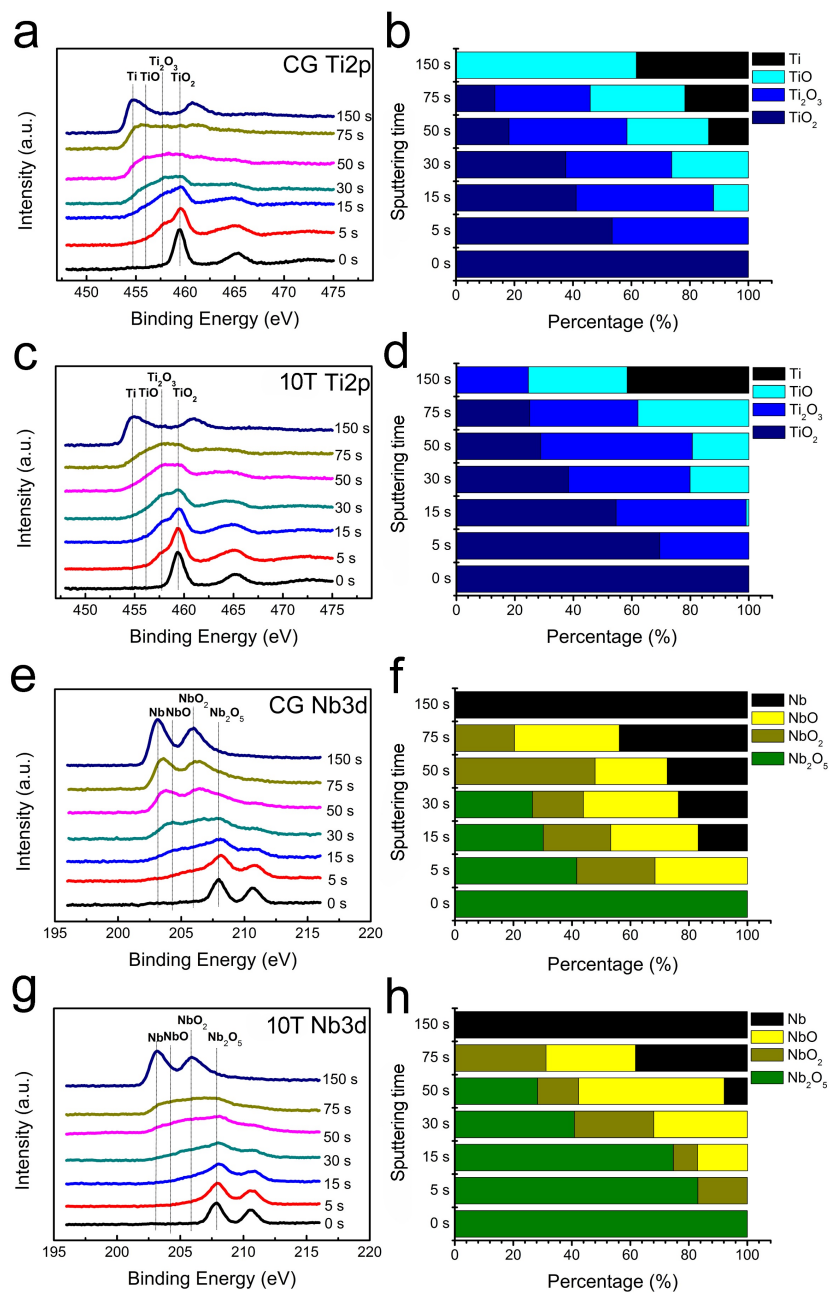 a
CG Ti2p
Ti TiO Ti₂O₃ TiO₂
150 s
75 s
50 s
30 s
15 s
5 s
0 s
Intensity (a.u.)
450 455 460 465 470 475
Binding Energy (eV)
b
150 s
75 s
50 s
30 s
15 s
5 s
0 s
Sputtering time
Ti
TiO
Ti₂O₃
TiO₂
0 20 40 60 80 100
Percentage (%)
c
10T Ti2p
Ti TiO Ti₂O₃ TiO₂
150 s
75 s
50 s
30 s
15 s
5 s
0 s
Intensity (a.u.)
450 455 460 465 470 475
Binding Energy (eV)
d
150 s
75 s
50 s
30 s
15 s
5 s
0 s
Sputtering time
Ti
TiO
Ti₂O₃
TiO₂
0 20 40 60 80 100
Percentage (%)
e
CG Nb3d
Nb NbO NbO₂ Nb₂O₅
150 s
75 s
50 s
30 s
15 s
5 s
0 s
Intensity (a.u.)
195 200 205 210 215 220
Binding Energy (eV)
f
150 s
75 s
50 s
30 s
15 s
5 s
0 s
Sputtering time
Nb
NbO
NbO₂
Nb₂O₅
0 20 40 60 80 100
Percentage (%)
g
10T Nb3d
Nb NbO NbO₂ Nb₂O₅
150 s
75 s
50 s
30 s
15 s
5 s
0 s
Intensity (a.u.)
195 200 205 210 215 220
Binding Energy (eV)
h
150 s
75 s
50 s
30 s
15 s
5 s
0 s
Sputtering time
Nb
NbO
NbO₂
Nb₂O₅
0 20 40 60 80 100
Percentage (%)